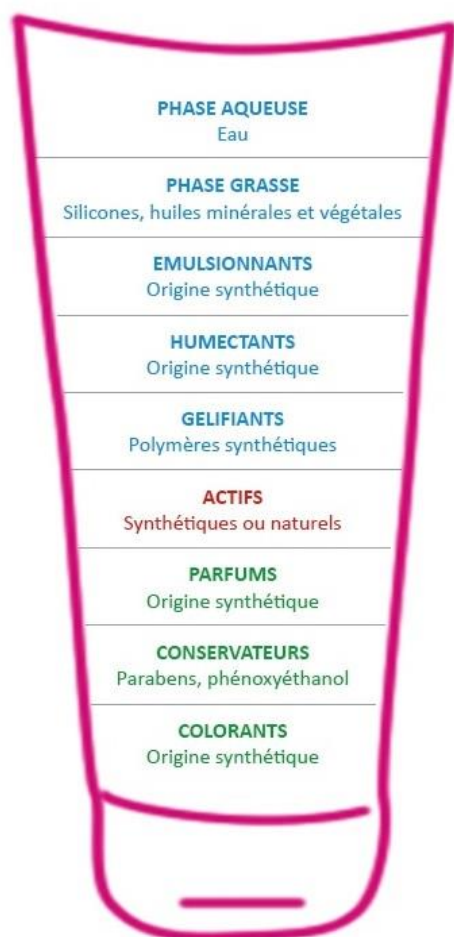 PHASE AQUEUSE
Eau
PHASE GRASSE
Silicones, huiles minérales et végétales
EMULSIONNANTS
Origine synthétique
HUMECTANTS
Origine synthétique
GELIFIANTS
Polymères synthétiques
ACTIFS
Synthétiques ou naturels
PARFUMS
Origine synthétique
CONSERVATEURS
Parabens, phénoxyéthanol
COLORANTS
Origine synthétique